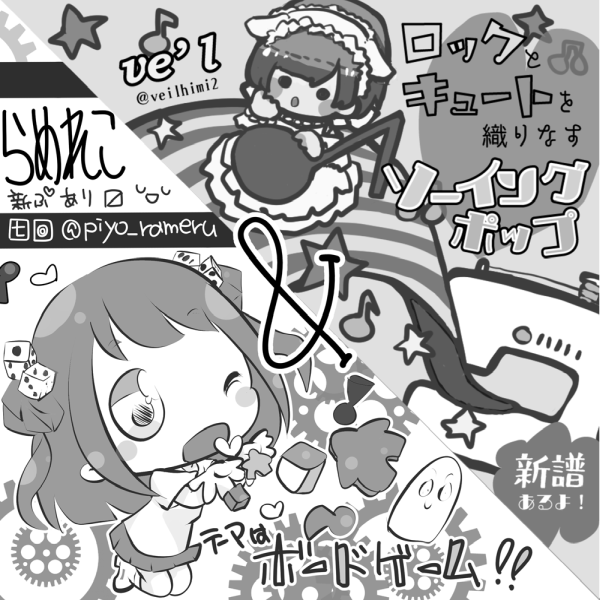 ve'l
@veilhimi2
ロックと
キュートを
織りなす
ソーイング
ポップ
らめれこ
新ぷあり〼
@piyo_rameru
&
新譜
あるよ!
テーマは
ボードゲーム!!